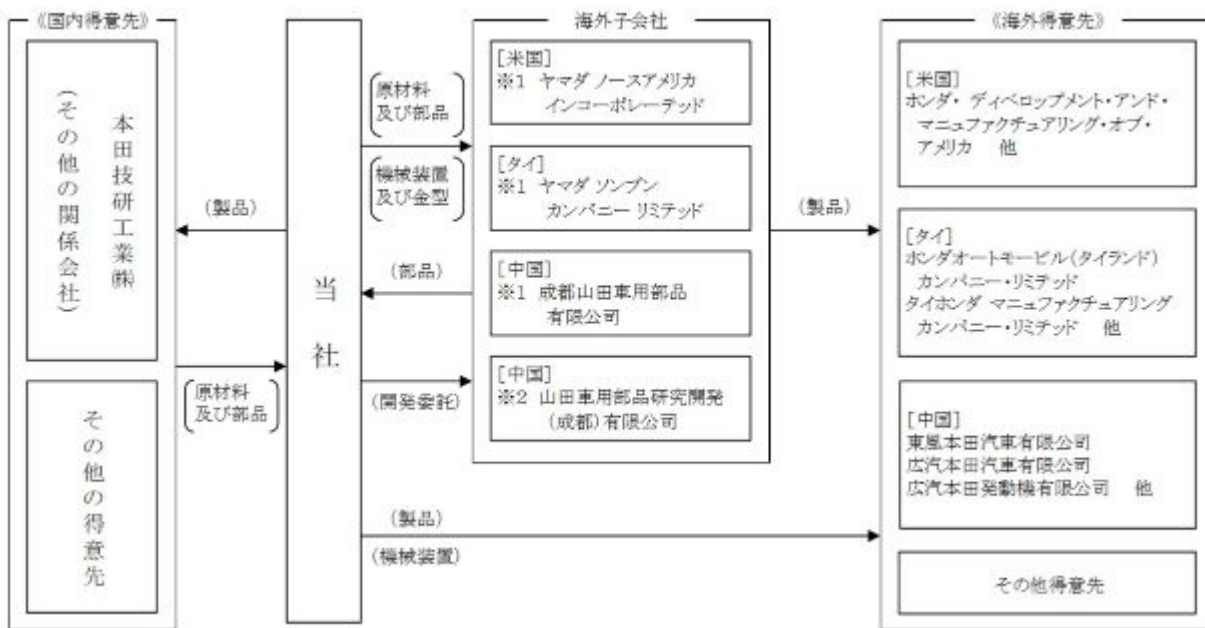 《国内得意先》
本田技研工業㈱
(その他の関係会社)
その他の得意先
(製品)
原材料
及び部品
当社
原材料
及び部品
機械装置
及び金型
(部品)
(開発委託)
(製品)
(機械装置)
海外子会社
[米国]
※1 ヤマダ ノースアメリカ
インコーポレーテッド
[タイ]
※1 ヤマダ ソンブン
カンパニー リミテッド
[中国]
※1 成都山田車用部品
有限公司
[中国]
※2 山田車用部品研究開発
(成都)有限公司
(製品)
《海外得意先》
[米国]
ホンダ・ ディベロップメント・アンド・
マニュファクチュアリング・オブ・
アメリカ 他
[タイ]
ホンダオートモービル(タイランド)
カンパニー・リミテッド
タイホンダ マニュファクチュアリング
カンパニー・リミテッド 他
[中国]
東風本田汽車有限公司
広汽本田汽車有限公司
広汽本田発動機有限公司 他
その他得意先